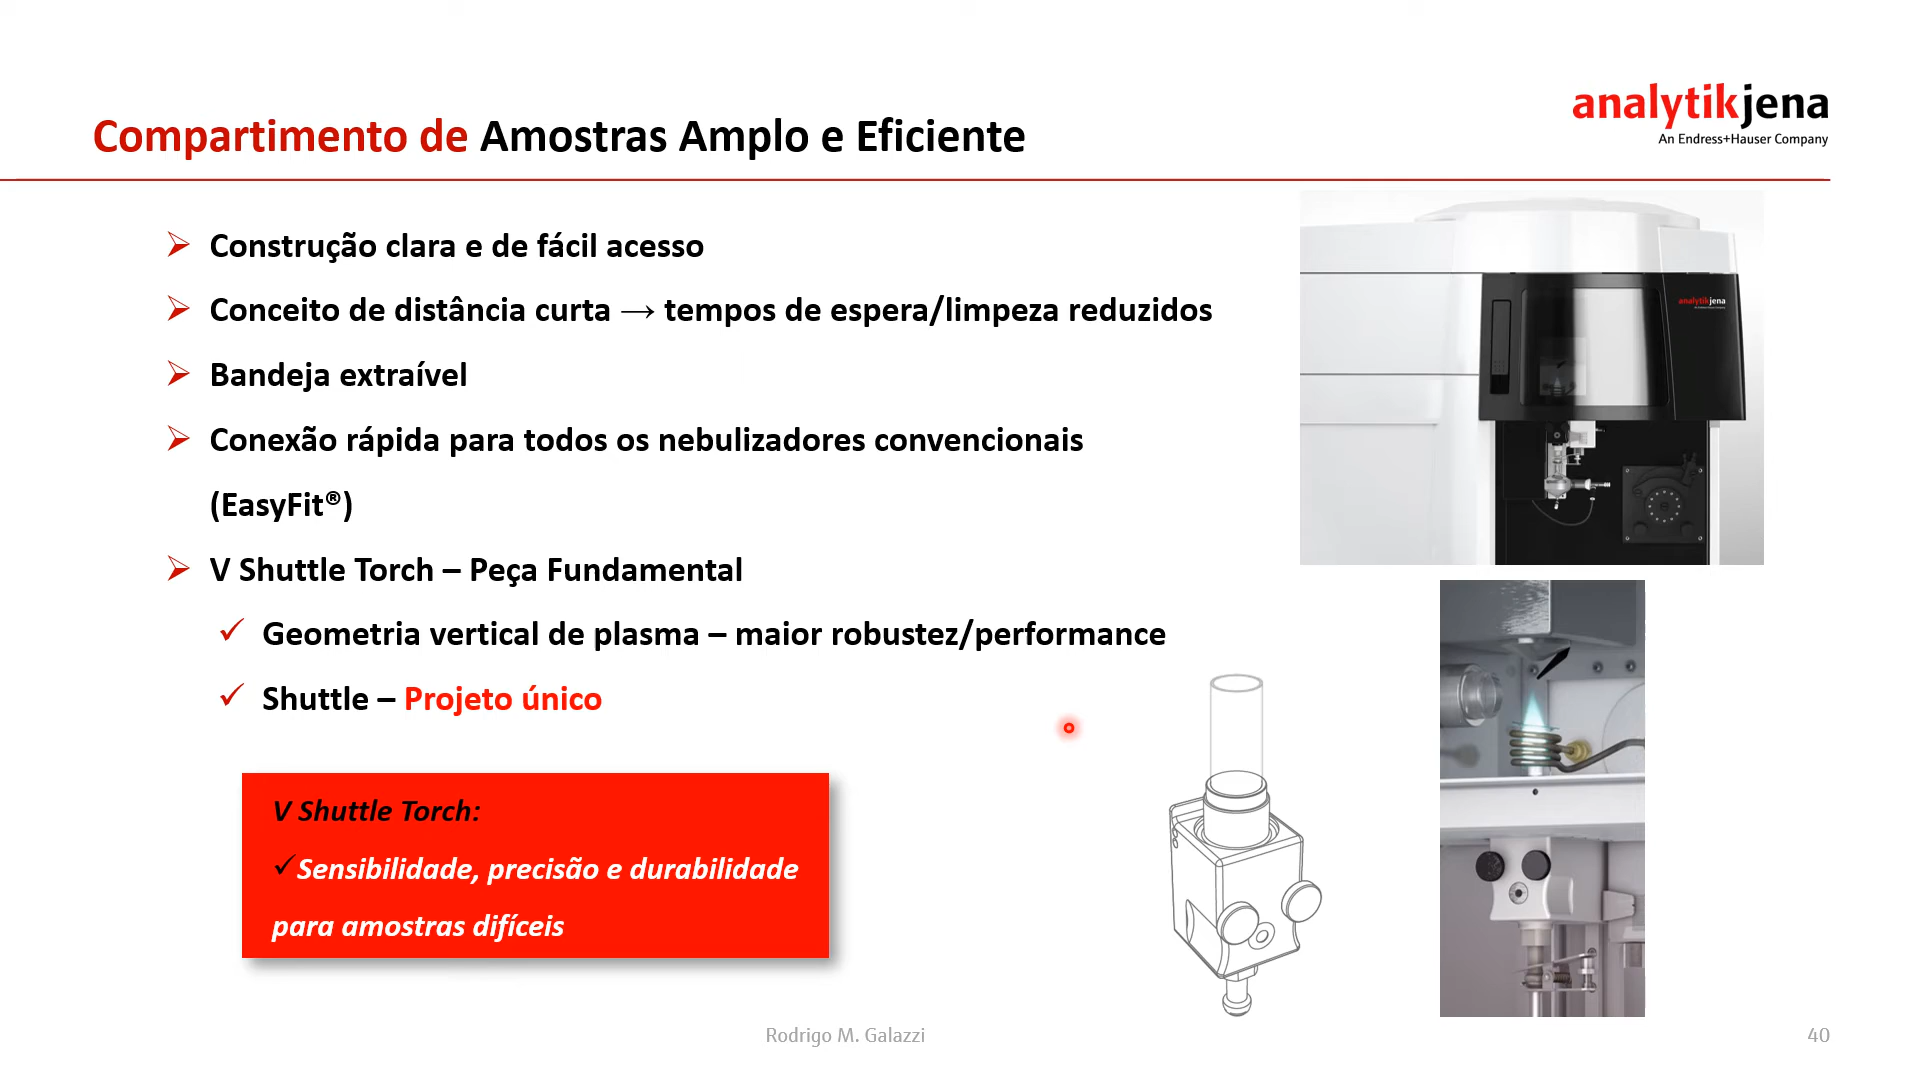 analytikjena
An Endress+Hauser Company
Compartimento de Amostras Amplo e Eficiente
Construção clara e de fácil acesso
Conceito de distância curta → tempos de espera/limpeza reduzidos
Bandeja extraível
Conexão rápida para todos os nebulizadores convencionais
(EasyFit®)
V Shuttle Torch – Peça Fundamental
Geometria vertical de plasma – maior robustez/performance
Shuttle – Projeto único
V Shuttle Torch:
Sensibilidade, precisão e durabilidade
para amostras difíceis
analytikjena
Rodrigo M. Galazzi
40